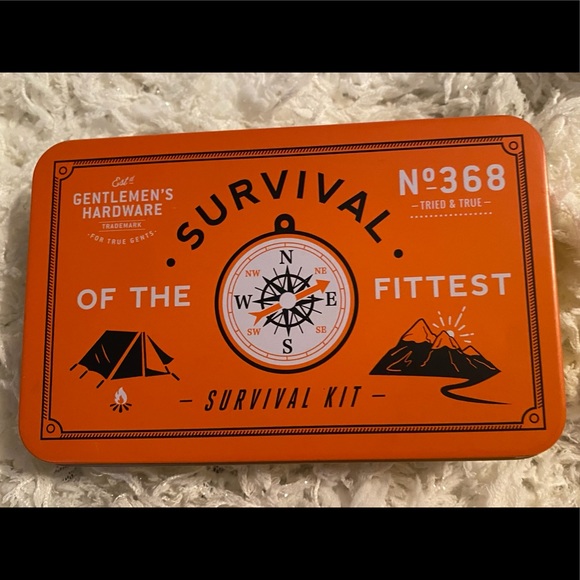 Est'd
GENTLEMEN'S
HARDWARE
TRADEMARK
· FOR TRUE GENTS ·
Nº368
– TRIED & TRUE –
· SURVIVAL ·
OF THE
FITTEST
N
NW
NE
W
E
SW
SE
S
– SURVIVAL KIT –